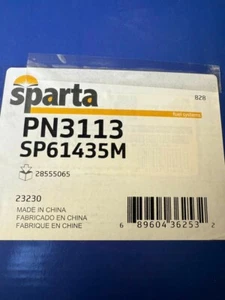 sparta
fuel systems
B2B
PN3113
SP61435M
28555065
23230
MADE IN CHINA
FABRICADO EN CHINA
FABRIQUE EN CHINE
6 89604 36253 2